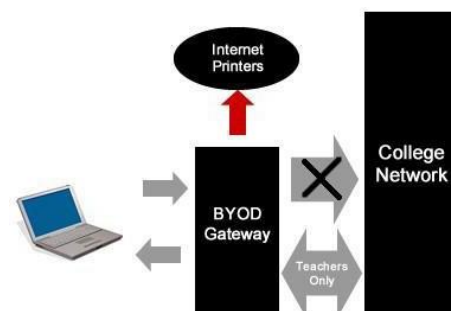 Internet
Printers
BYOD
Gateway
College
Network
Teachers
Only